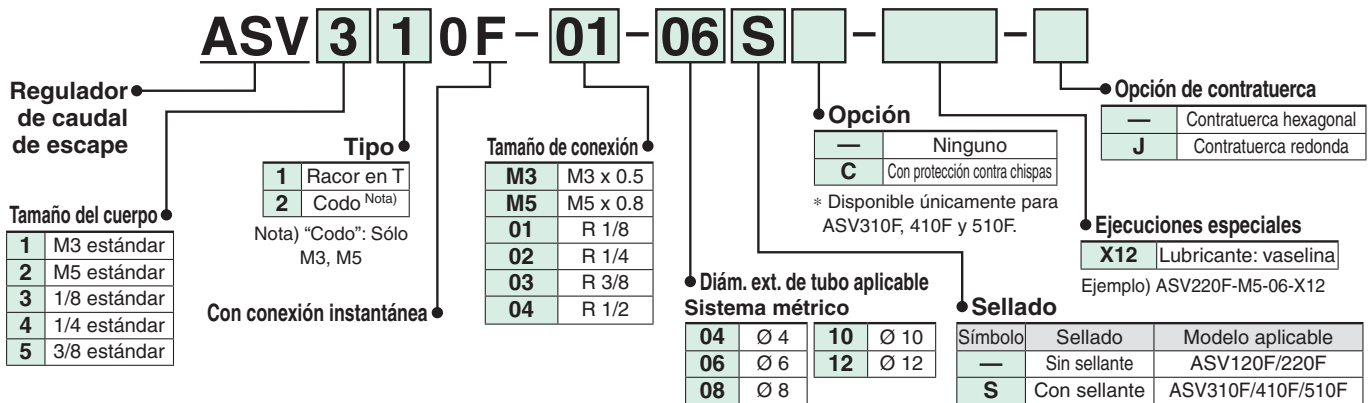 ASV 3 1 0 F - 01 - 06 S - -
Regulador
de caudal
de escape
Tamaño del cuerpo
1 M3 estándar
2 M5 estándar
3 1/8 estándar
4 1/4 estándar
5 3/8 estándar
Tipo
1 Racor en T
2 Codo Nota)
Nota) “Codo”: Sólo
M3, M5
Con conexión instantánea
Tamaño de conexión
M3 M3 x 0.5
M5 M5 x 0.8
01 R 1/8
02 R 1/4
03 R 3/8
04 R 1/2
Diám. ext. de tubo aplicable
Sistema métrico
04 Ø 4 10 Ø 10
06 Ø 6 12 Ø 12
08 Ø 8
Opción
— Ninguno
C Con protección contra chispas
* Disponible únicamente para
ASV310F, 410F y 510F.
Sellado
Símbolo Sellado Modelo aplicable
— Sin sellante ASV120F/220F
S Con sellante ASV310F/410F/510F
Ejecuciones especiales
X12 Lubricante: vaselina
Ejemplo) ASV220F-M5-06-X12
Opción de contratuerca
— Contratuerca hexagonal
J Contratuerca redonda